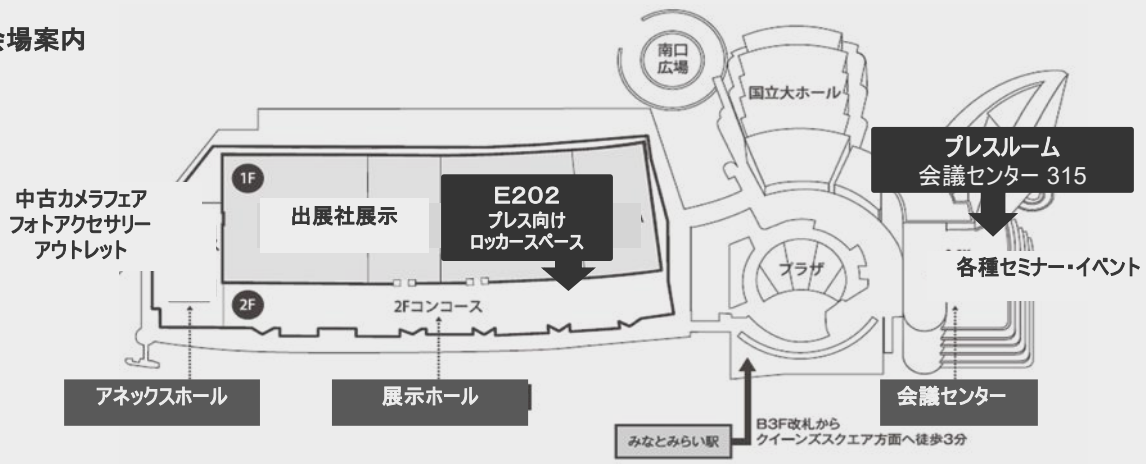 会場案内
南口
広場
国立大ホール
プレスルーム
会議センター 315
1F
中古カメラフェア
フォトアクセサリー
アウトレット
出展社展示
E202
プレス向け
ロッカースペース
プラザ
各種セミナー・イベント
2F
2Fコンコース
アネックスホール
展示ホール
会議センター
みなとみらい駅
B3F改札から
クイーンズスクエア方面へ徒歩3分